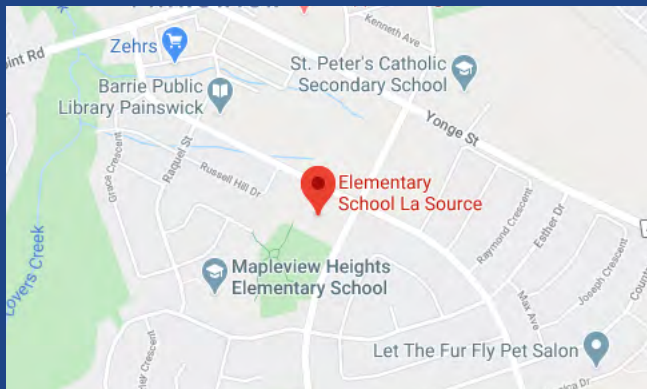 Kenneth Ave
Zehrs
St. Peter's Catholic
Secondary School
Barrie Public
Library Painswick
Yonge St
Grace Crescent
Raquel St
Russell Hill Dr
Elementary
School La Source
Raymond Crescent
Esther Dr
Joseph Crescent
Lovers Creek
Mapleview Heights
Elementary School
Max Ave
Let The Fur Fly Pet Salon